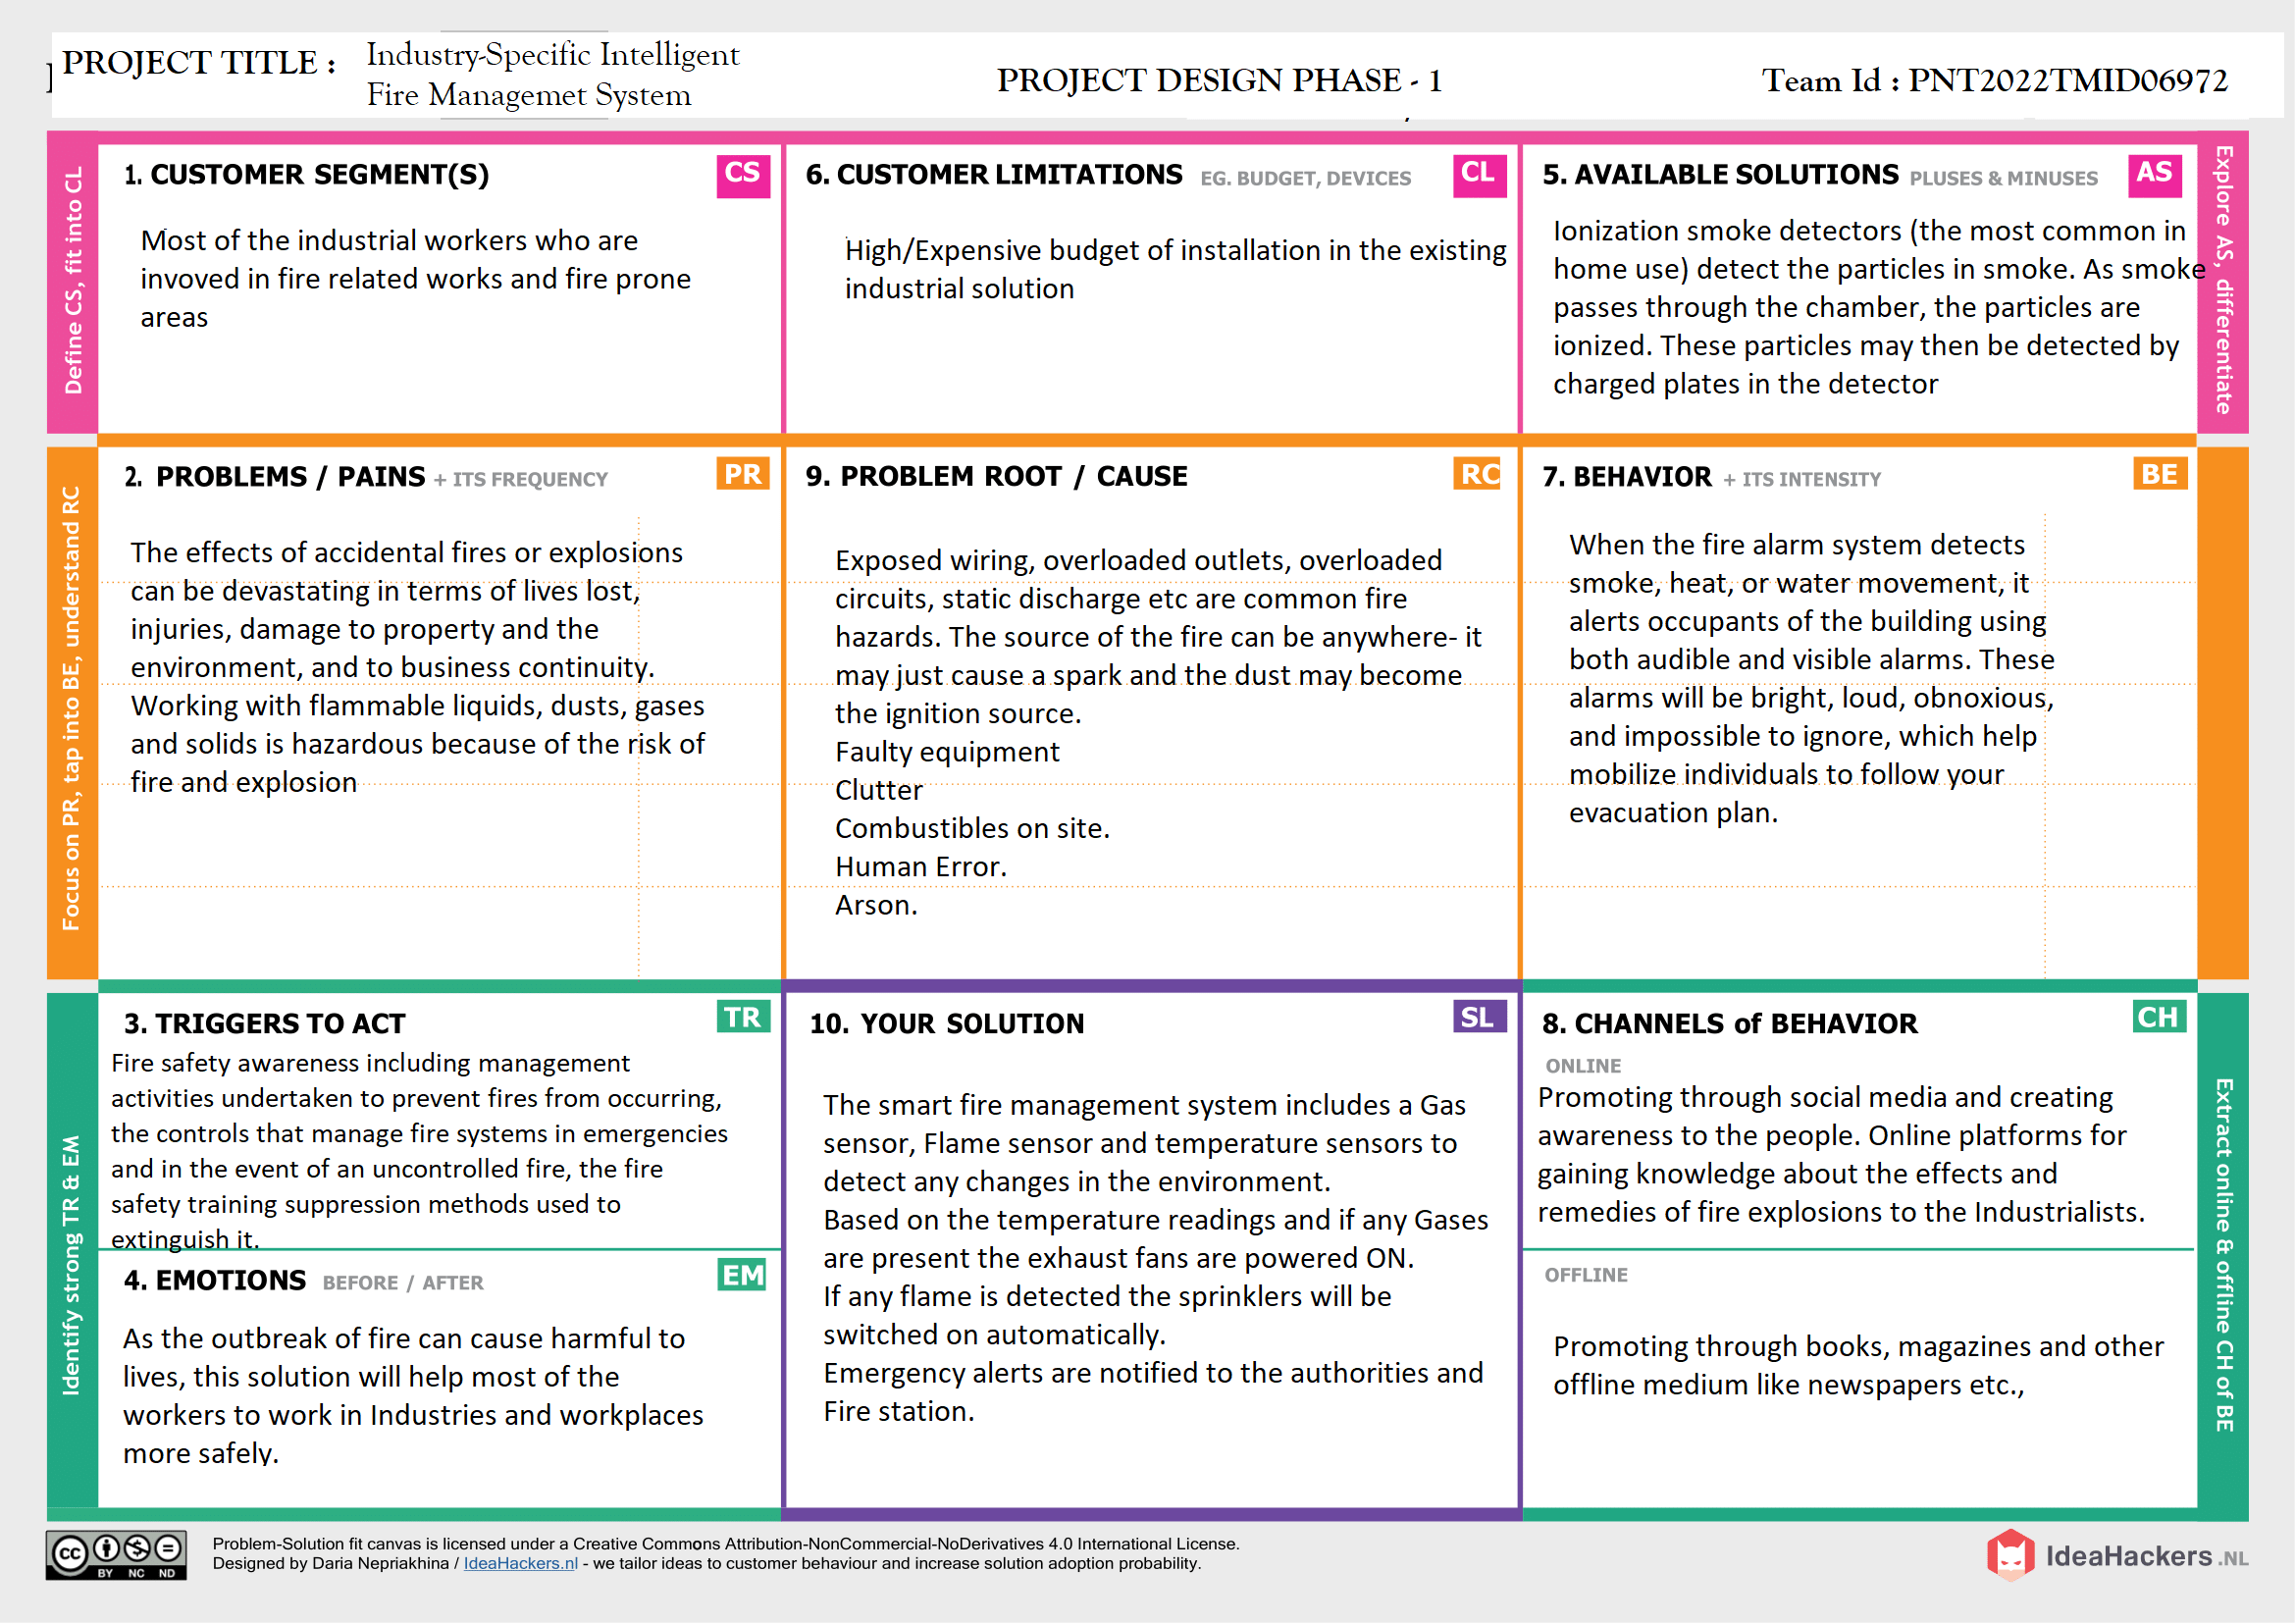 PROJECT TITLE :
Industry-Specific Intelligent
Fire Managemet System
PROJECT DESIGN PHASE - 1
Team Id : PNT2022TMID06972
Define CS, fit into CL
1. CUSTOMER SEGMENT(S)
CS
Most of the industrial workers who are
invoved in fire related works and fire prone
areas
6. CUSTOMER LIMITATIONS EG. BUDGET, DEVICES
CL
High/Expensive budget of installation in the existing
industrial solution
5. AVAILABLE SOLUTIONS PLUSES & MINUSES
AS
Ionization smoke detectors (the most common in
home use) detect the particles in smoke. As smoke
passes through the chamber, the particles are
ionized. These particles may then be detected by
charged plates in the detector
Explore AS, differentiate
Focus on PR, tap into BE, understand RC
2. PROBLEMS / PAINS + ITS FREQUENCY
PR
The effects of accidental fires or explosions
can be devastating in terms of lives lost,
injuries, damage to property and the
environment, and to business continuity.
Working with flammable liquids, dusts, gases
and solids is hazardous because of the risk of
fire and explosion
9. PROBLEM ROOT / CAUSE
RC
Exposed wiring, overloaded outlets, overloaded
circuits, static discharge etc are common fire
hazards. The source of the fire can be anywhere- it
may just cause a spark and the dust may become
the ignition source.
Faulty equipment
Clutter
Combustibles on site.
Human Error.
Arson.
7. BEHAVIOR + ITS INTENSITY
BE
When the fire alarm system detects
smoke, heat, or water movement, it
alerts occupants of the building using
both audible and visible alarms. These
alarms will be bright, loud, obnoxious,
and impossible to ignore, which help
mobilize individuals to follow your
evacuation plan.
Identify strong TR & EM
3. TRIGGERS TO ACT
TR
Fire safety awareness including management
activities undertaken to prevent fires from occurring,
the controls that manage fire systems in emergencies
and in the event of an uncontrolled fire, the fire
safety training suppression methods used to
extinguish it.
4. EMOTIONS BEFORE / AFTER
EM
As the outbreak of fire can cause harmful to
lives, this solution will help most of the
workers to work in Industries and workplaces
more safely.
10. YOUR SOLUTION
SL
The smart fire management system includes a Gas
sensor, Flame sensor and temperature sensors to
detect any changes in the environment.
Based on the temperature readings and if any Gases
are present the exhaust fans are powered ON.
If any flame is detected the sprinklers will be
switched on automatically.
Emergency alerts are notified to the authorities and
Fire station.
8. CHANNELS of BEHAVIOR
CH
ONLINE
Promoting through social media and creating
awareness to the people. Online platforms for
gaining knowledge about the effects and
remedies of fire explosions to the Industrialists.
OFFLINE
Promoting through books, magazines and other
offline medium like newspapers etc.,
Extract online & offline CH of BE
cc
BY NC ND
Problem-Solution fit canvas is licensed under a Creative Commons Attribution-NonCommercial-NoDerivatives 4.0 International License.
Designed by Daria Nepriakhina / IdeaHackers.nl - we tailor ideas to customer behaviour and increase solution adoption probability.
IdeaHackers .NL